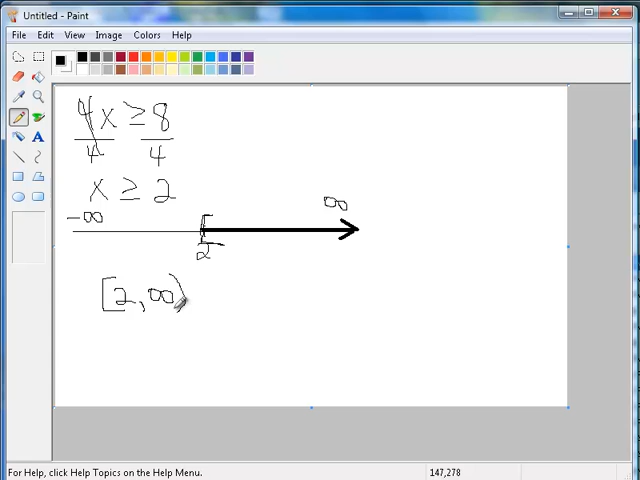 Untitled - Paint
File Edit View Image Colors Help
4x ≥ 8
4 4
x ≥ 2
-∞ ∞
[
2
[2, ∞)
For Help, click Help Topics on the Help Menu. 147,278